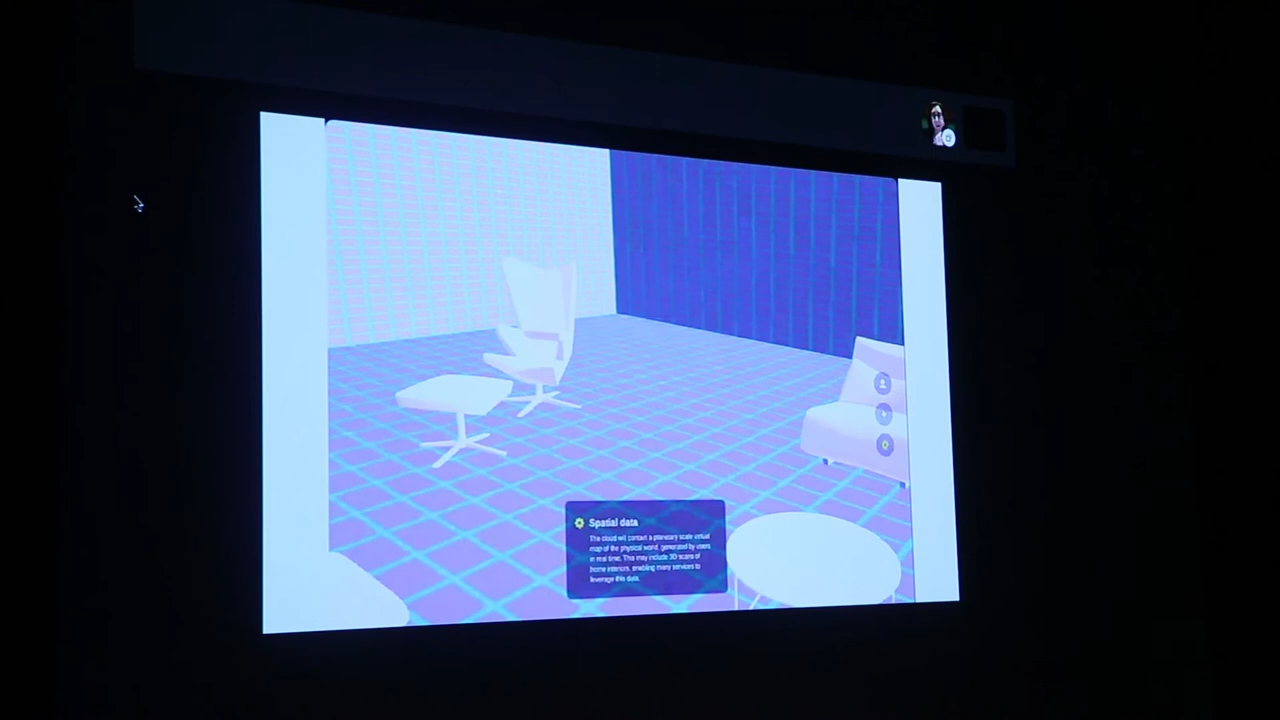 Spatial data
The cloud will contain a planetary scale virtual
map of the physical world, generated by users
in real time. This may include 3D scans of
home interiors, enabling many services to
leverage this data.